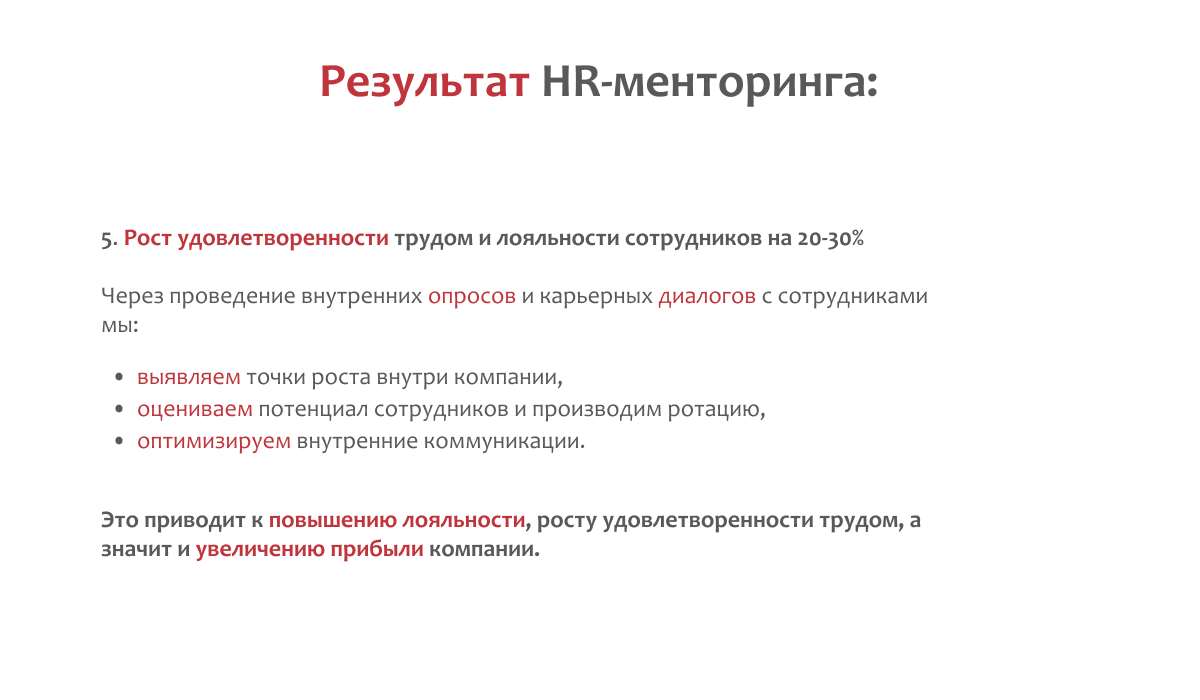 Результат HR-менторинга:
5. Рост удовлетворенности трудом и лояльности сотрудников на 20-30%
Через проведение внутренних опросов и карьерных диалогов с сотрудниками
мы:
• выявляем точки роста внутри компании,
• оцениваем потенциал сотрудников и производим ротацию,
• оптимизируем внутренние коммуникации.
Это приводит к повышению лояльности, росту удовлетворенности трудом, а
значит и увеличению прибыли компании.